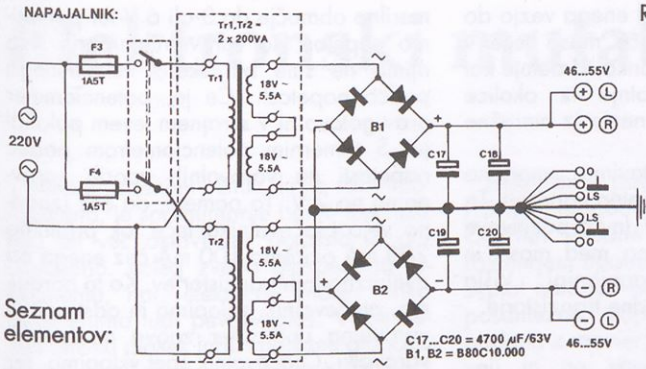 NAPAJALNIK:
R
Tr1,Tr2 =
2 x 200VA
F3
1A5T
Tr1
18V
5.5A
18V
5.5A
220V
F4
1A5T
Tr2
18V
5.5A
18V ~
5.5A
~
B1
+
-
~
~
B2
-
+
~
C17
C18
C19
C20
46...55V
+ L
+ R
LS
LS
- R
- L
46...55V
Seznam
elementov:
C17...C20 = 4700 µF/63V
B1, B2 = B80C10.000